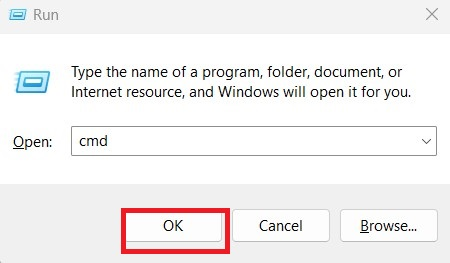 Run
Type the name of a program, folder, document, or
Internet resource, and Windows will open it for you.
Open: cmd
OK Cancel Browse...